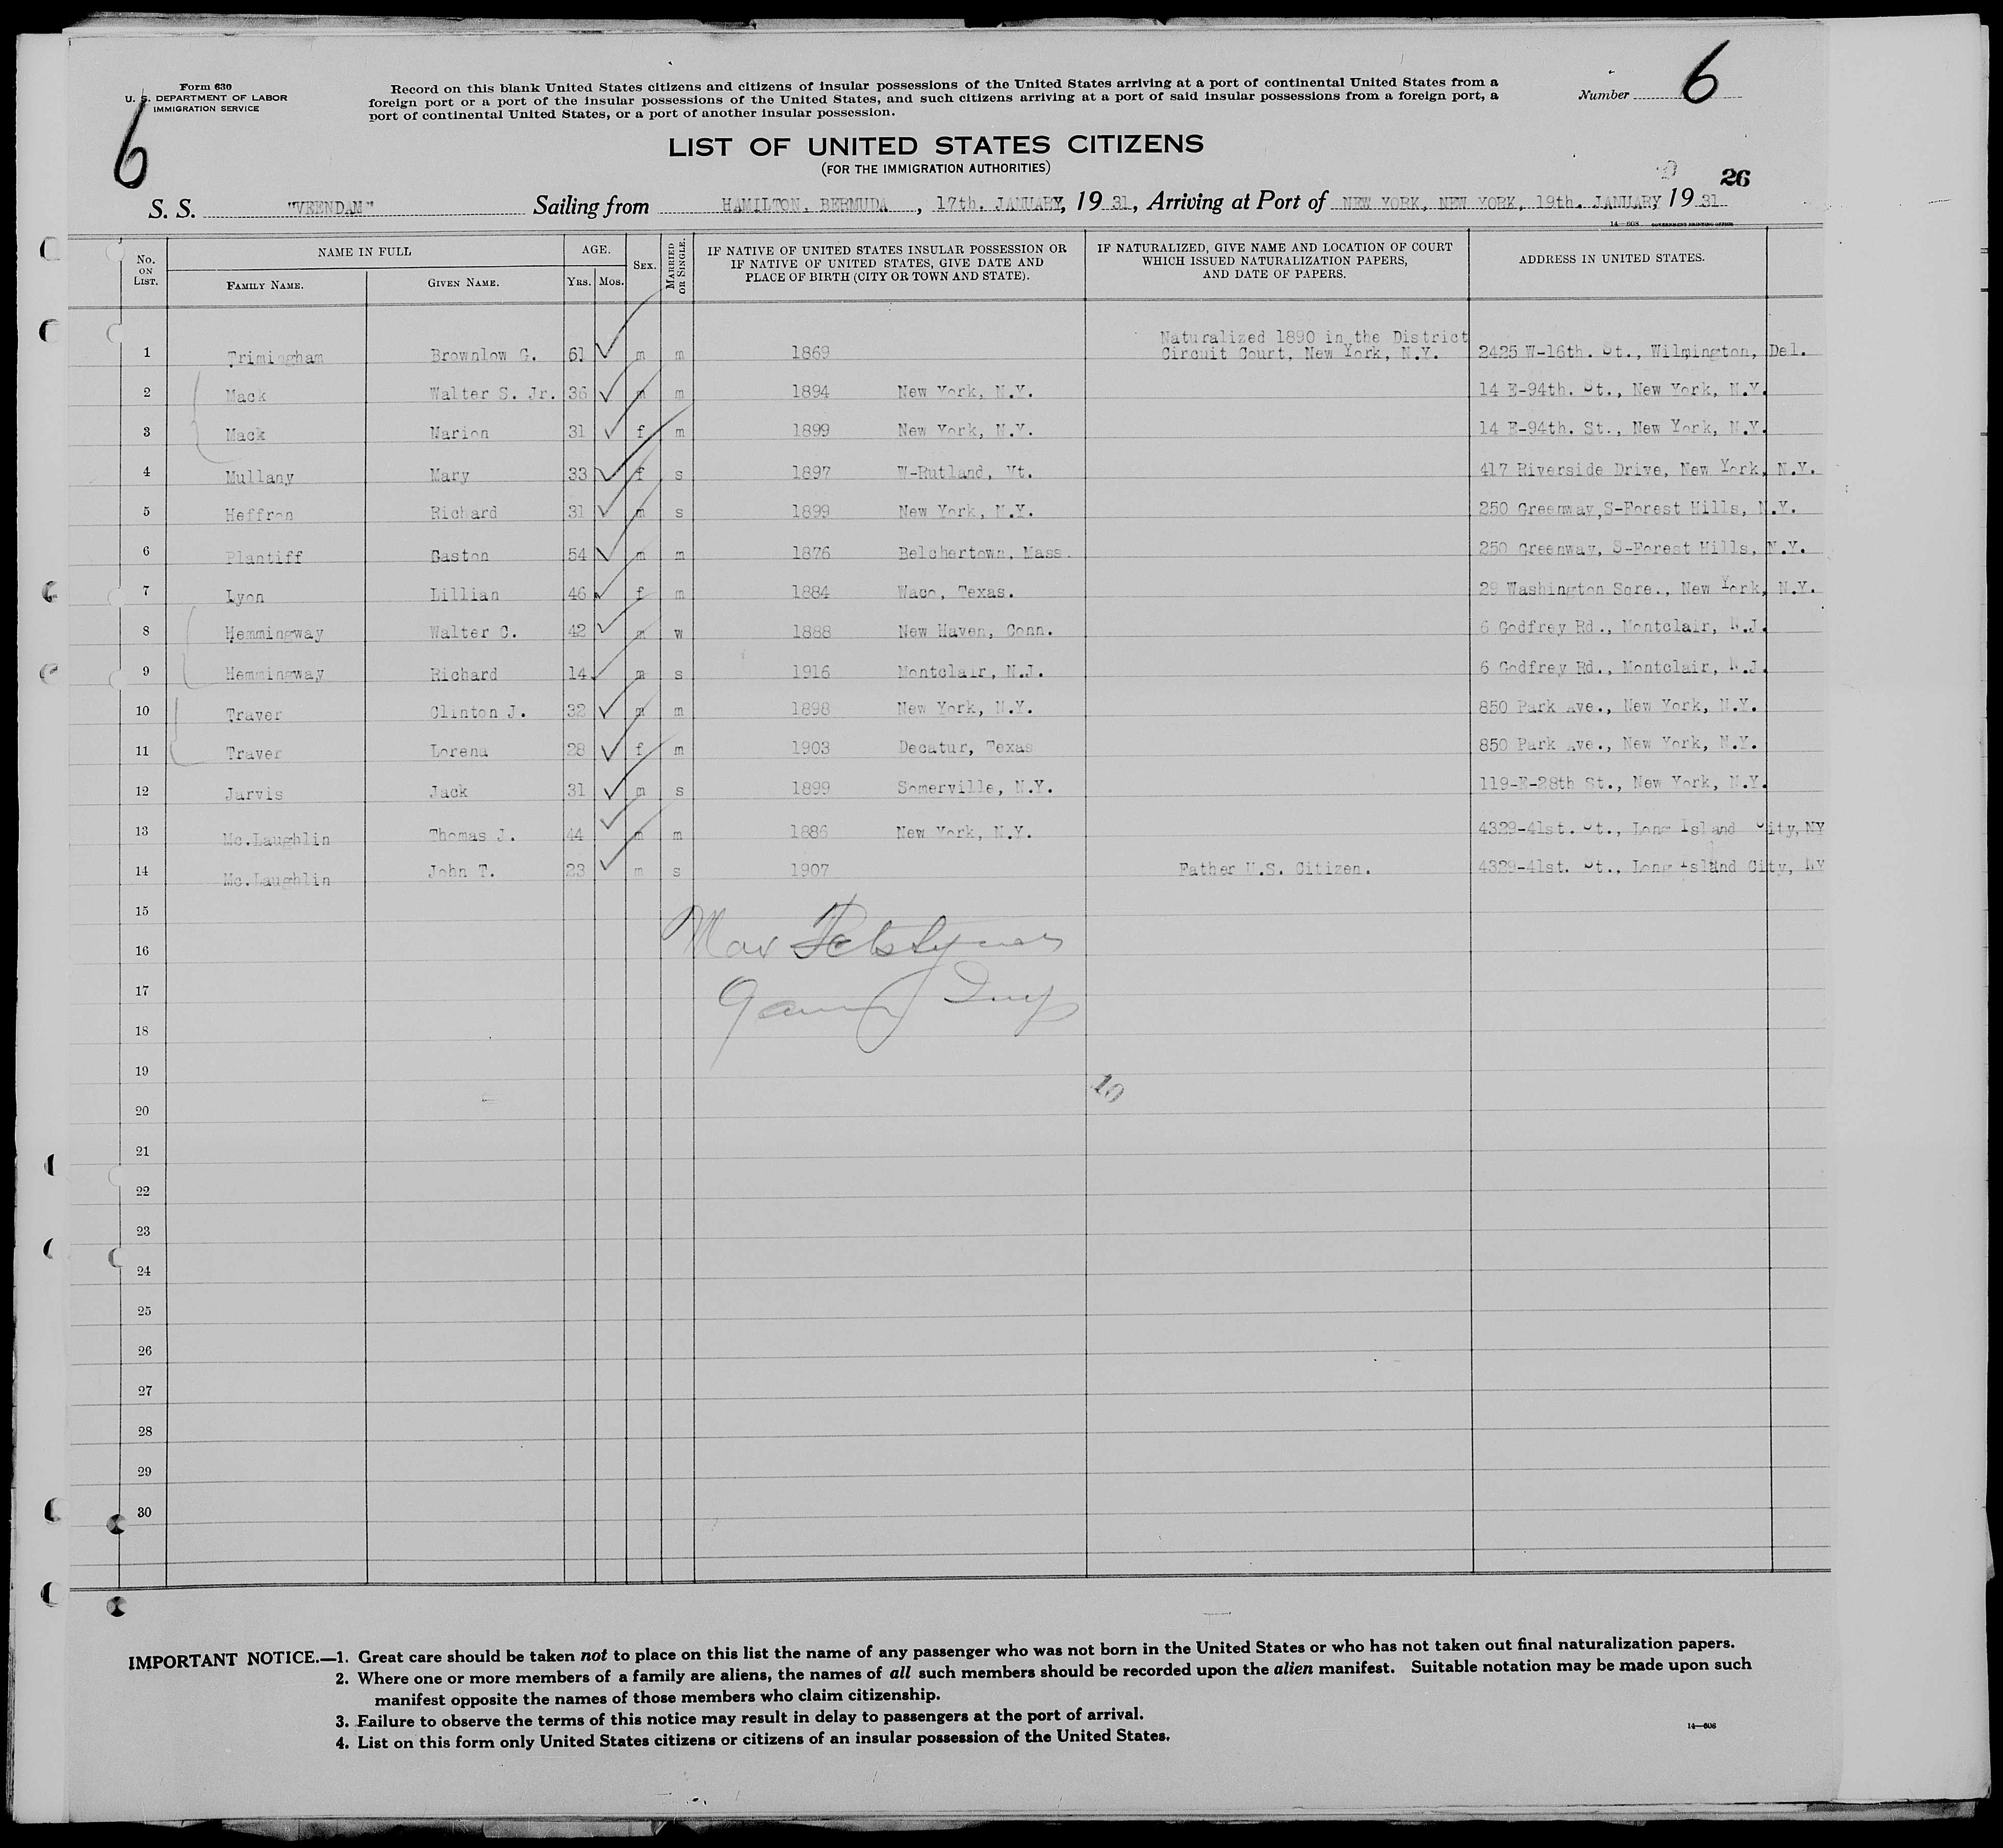 Form 630
U. S. DEPARTMENT OF LABOR
IMMIGRATION SERVICE
6
Record on this blank United States citizens and citizens of insular possessions of the United States arriving at a port of continental United States from a
foreign port or a port of the insular possessions of the United States, and such citizens arriving at a port of said insular possessions from a foreign port, a
port of continental United States, or a port of another insular possession.
Number 6
LIST OF UNITED STATES CITIZENS
(FOR THE IMMIGRATION AUTHORITIES)
26
S. S. "VEENDAM" Sailing from HAMILTON, BERMUDA, 17th. JANUARY, 19 31, Arriving at Port of NEW YORK, NEW YORK, 19th. JANUARY, 19 31
14—608 GOVERNMENT PRINTING OFFICE
No. ON LIST. NAME IN FULL FAMILY NAME. GIVEN NAME. AGE. YRS. MOS. SEX. MARRIED OR SINGLE. IF NATIVE OF UNITED STATES INSULAR POSSESSION OR IF NATIVE OF UNITED STATES, GIVE DATE AND PLACE OF BIRTH (CITY OR TOWN AND STATE). IF NATURALIZED, GIVE NAME AND LOCATION OF COURT WHICH ISSUED NATURALIZATION PAPERS, AND DATE OF PAPERS. ADDRESS IN UNITED STATES.
1 Trimingham Brownlow G. 61 m m 1869 Naturalized 1890 in the District Circuit Court, New York, N.Y. 2425 W-16th. St., Wilmington, Del.
2 Mack Walter S. Jr. 36 m m 1894 New York, N.Y. 14 E-94th. St., New York, N.Y.
3 Mack Marion 31 f m 1899 New York, N.Y. 14 E-94th. St., New York, N.Y.
4 Mullany Mary 33 f s 1897 W-Rutland, Vt. 417 Riverside Drive, New York, N.Y.
5 Heffron Richard 31 m s 1899 New York, N.Y. 250 Greenway,S-Forest Hills, N.Y.
6 Plantiff Gaston 54 m m 1876 Belchertown, Mass. 250 Greenway, S-Forest Hills, N.Y.
7 Lyon Lillian 46 f m 1884 Waco, Texas. 29 Washington Sqre., New York, N.Y.
8 Hemmingway Walter C. 42 m w 1888 New Haven, Conn. 6 Godfrey Rd., Montclair, N.J.
9 Hemmingway Richard 14 m s 1916 Montclair, N.J. 6 Godfrey Rd., Montclair, N.J.
10 Traver Clinton J. 32 m m 1898 New York, N.Y. 850 Park Ave., New York, N.Y.
11 Traver Lorena 28 f m 1903 Decatur, Texas 850 Park Ave., New York, N.Y.
12 Jarvis Jack 31 m s 1899 Somerville, N.Y. 119-E-28th St., New York, N.Y.
13 Mc.Laughlin Thomas J. 44 m m 1886 New York, N.Y. 4329-41st. St., Long Island City, NY
14 Mc.Laughlin John T. 23 m s 1907 Father U.S. Citizen. 4329-41st. St., Long Island City, NY
15
16 Max
17
18
19
10
20
21
22
23
24
25
26
27
28
29
30
IMPORTANT NOTICE.—1. Great care should be taken not to place on this list the name of any passenger who was not born in the United States or who has not taken out final naturalization papers.
2. Where one or more members of a family are aliens, the names of all such members should be recorded upon the alien manifest. Suitable notation may be made upon such
manifest opposite the names of those members who claim citizenship.
3. Failure to observe the terms of this notice may result in delay to passengers at the port of arrival.
4. List on this form only United States citizens or citizens of an insular possession of the United States.
14—608